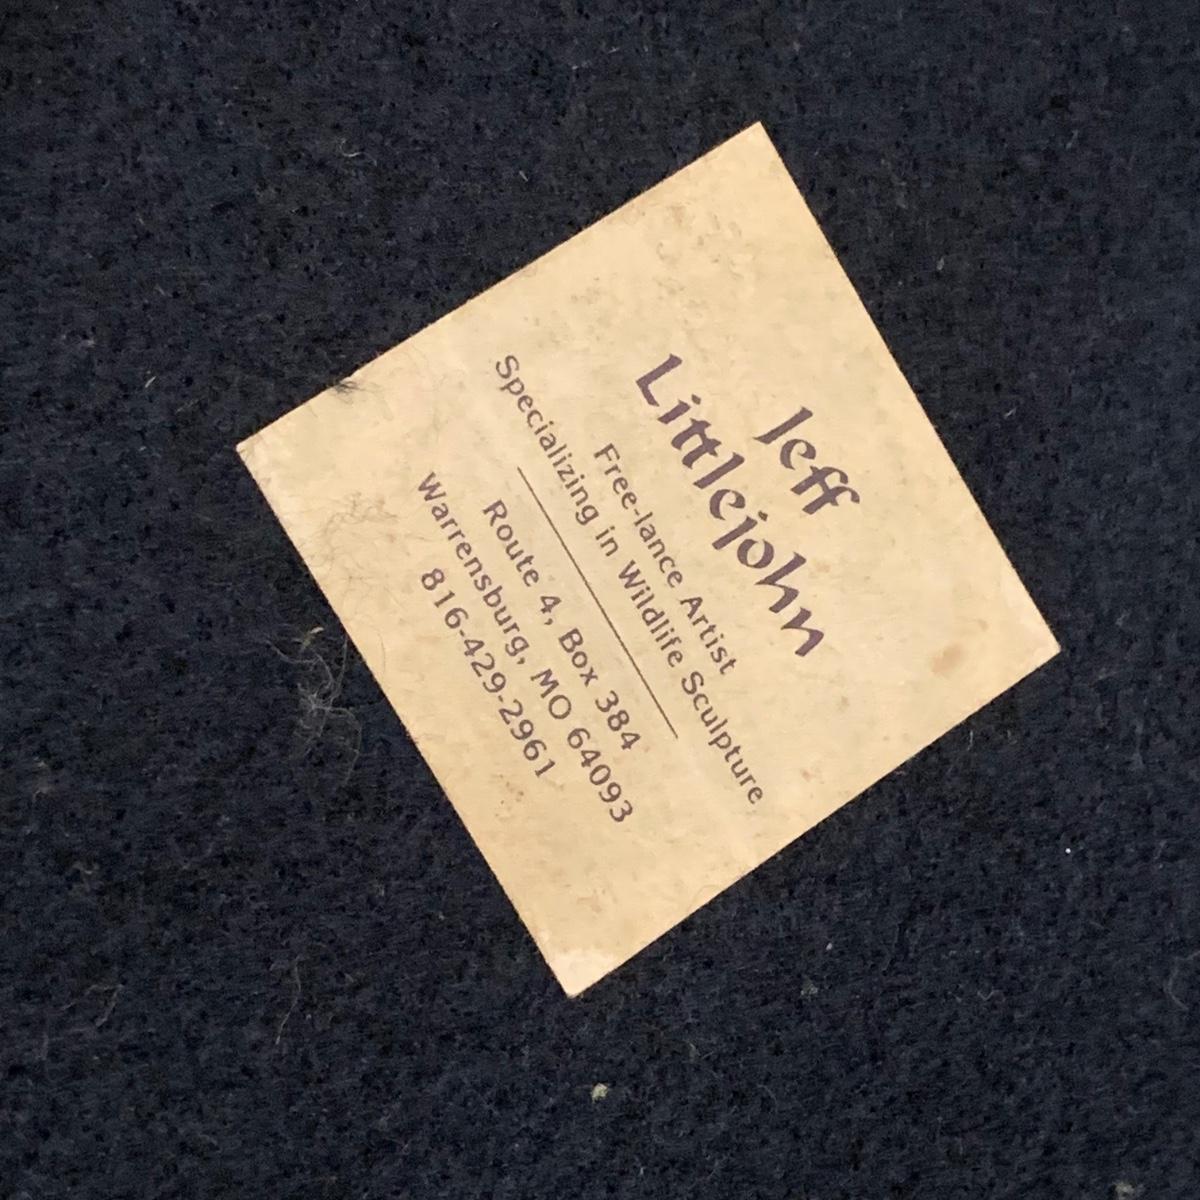 Jeff
Littlejohn
Free-lance Artist
Specializing in Wildlife Sculpture
Route 4, Box 384
Warrensburg, MO 64093
816-429-2961